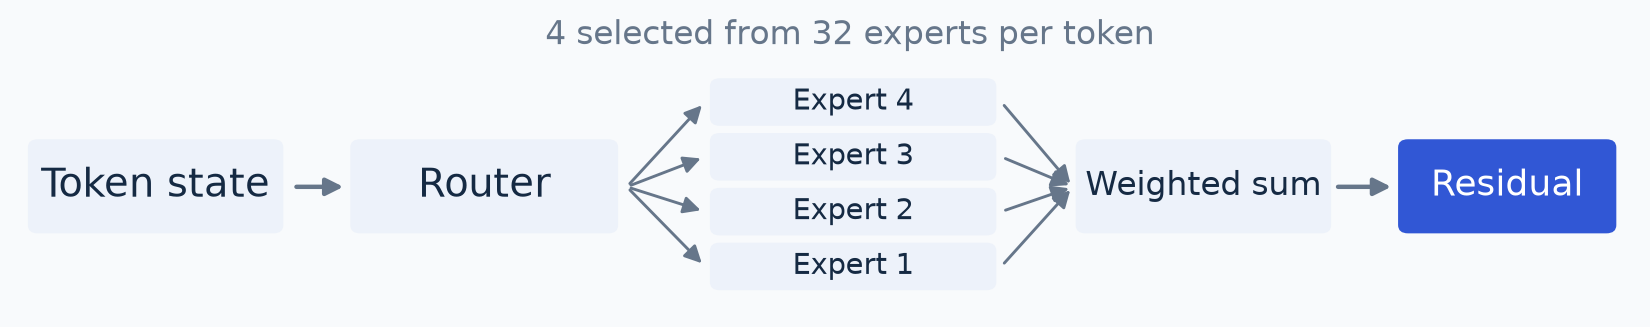 4 selected from 32 experts per token
Token state
Router
Expert 4
Expert 3
Expert 2
Expert 1
Weighted sum
Residual